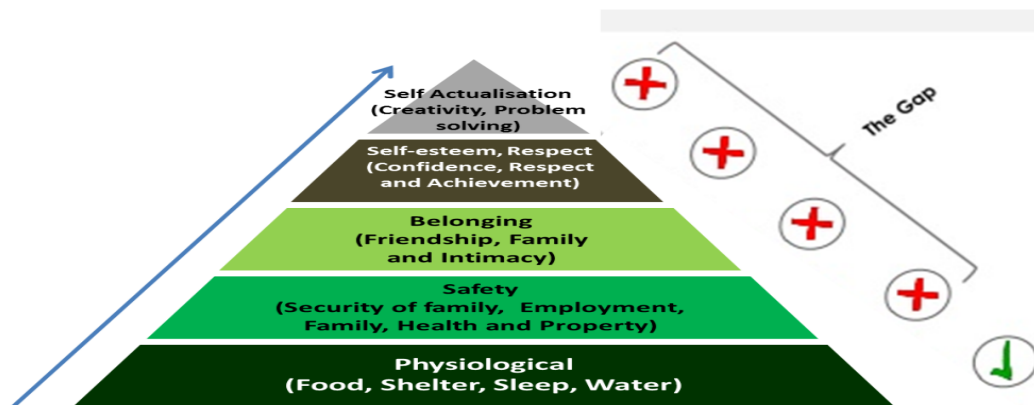 Self Actualisation
(Creativity, Problem
solving)
Self-esteem, Respect
(Confidence, Respect
and Achievement)
Belonging
(Friendship, Family
and Intimacy)
Safety
(Security of family, Employment,
Family, Health and Property)
Physiological
(Food, Shelter, Sleep, Water)
The Gap